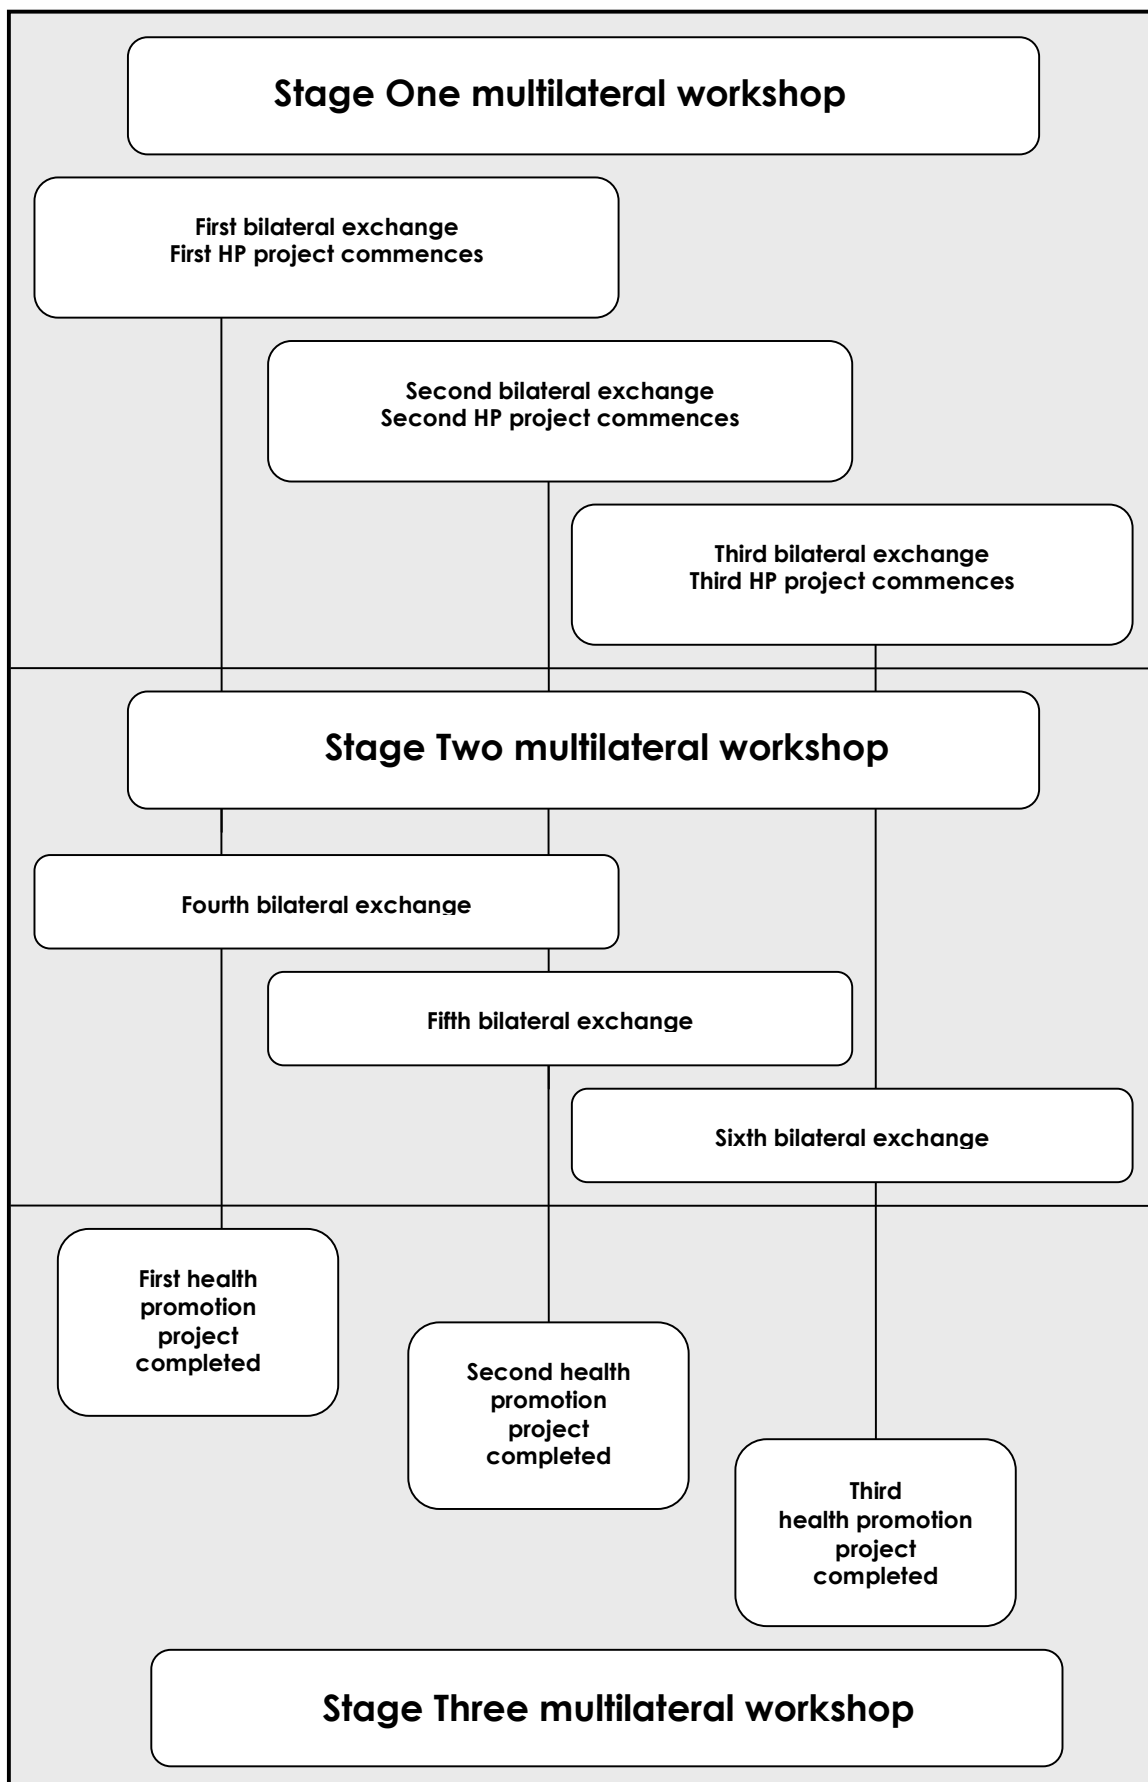 Stage One multilateral workshop
First bilateral exchange
First HP project commences
Second bilateral exchange
Second HP project commences
Third bilateral exchange
Third HP project commences
Stage Two multilateral workshop
Fourth bilateral exchange
Fifth bilateral exchange
Sixth bilateral exchange
First health
promotion
project
completed
Second health
promotion
project
completed
Third
health promotion
project
completed
Stage Three multilateral workshop